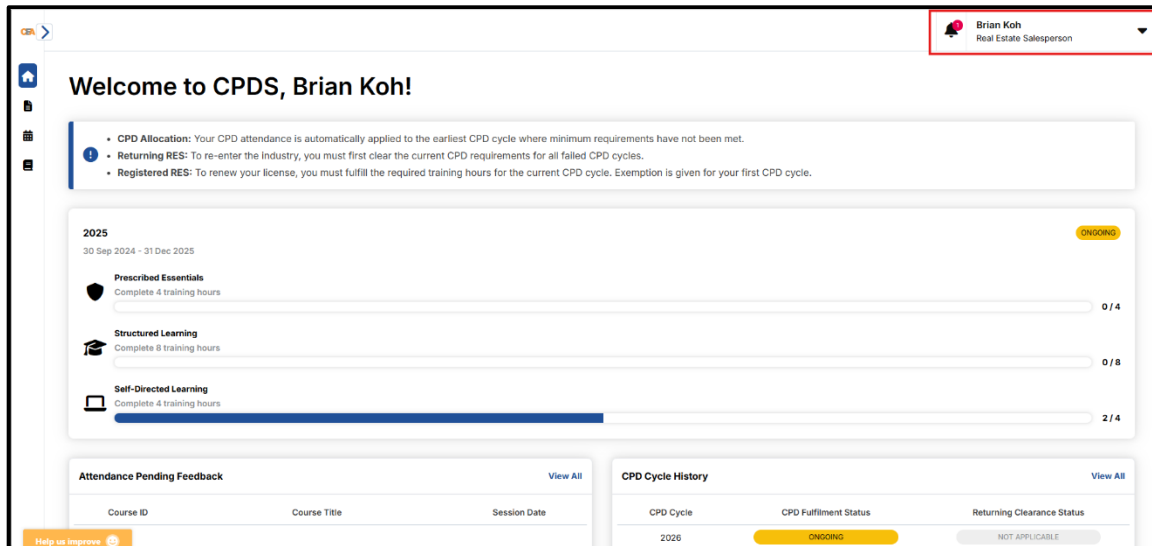 CEA
1
Brian Koh
Real Estate Salesperson
Welcome to CPDS, Brian Koh!
• CPD Allocation: Your CPD attendance is automatically applied to the earliest CPD cycle where minimum requirements have not been met.
• Returning RES: To re-enter the industry, you must first clear the current CPD requirements for all failed CPD cycles.
• Registered RES: To renew your license, you must fulfill the required training hours for the current CPD cycle. Exemption is given for your first CPD cycle.
2025
ONGOING
30 Sep 2024 - 31 Dec 2025
Prescribed Essentials
Complete 4 training hours
0 / 4
Structured Learning
Complete 8 training hours
0 / 8
Self-Directed Learning
Complete 4 training hours
2 / 4
Attendance Pending Feedback View All
Course ID Course Title Session Date
CPD Cycle History View All
CPD Cycle CPD Fulfilment Status Returning Clearance Status
2026 ONGOING NOT APPLICABLE
Help us improve